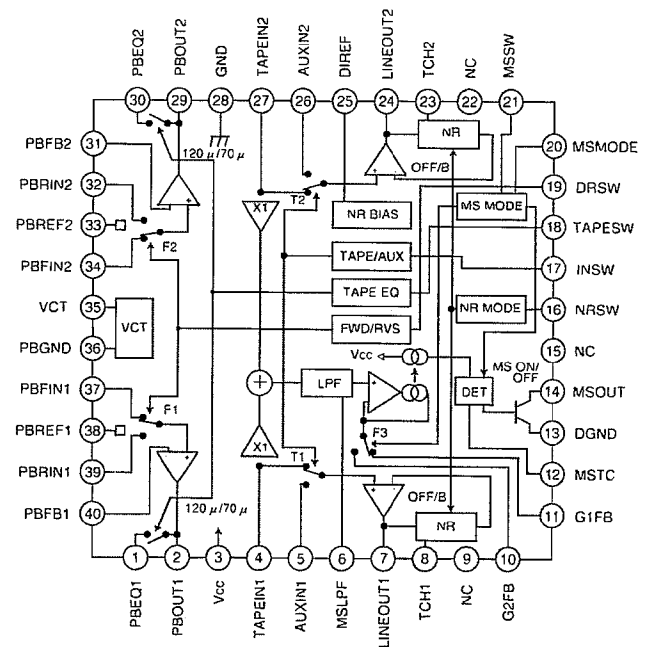 PBEQ2
PBOUT2
GND
TAPEIN2
AUXIN2
DIREF
LINEOUT2
TCH2
NC
MSSW
30
29
28
27
26
25
24
23
22
21
PBFB2
31
120μ/70μ
NR
OFF/B
20
MSMODE
PBRIN2
32
T2
X1
NR BIAS
MS MODE
19
DRSW
PBREF2
33
F2
18
TAPESW
PBFIN2
34
TAPE/AUX
17
INSW
VCT
35
VCT
TAPE EQ
NR MODE
16
NRSW
PBGND
36
FWD/RVS
Vcc
15
NC
MS ON/
OFF
PBFIN1
37
LPF
DET
14
MSOUT
PBREF1
38
F1
F3
13
DGND
PBRIN1
39
X1
T1
12
MSTC
PBFB1
40
120μ/70μ
OFF/B
NR
11
G1FB
1
2
3
4
5
6
7
8
9
10
PBEQ1
PBOUT1
Vcc
TAPEIN1
AUXIN1
MSLPF
LINEOUT1
TCH1
NC
G2FB